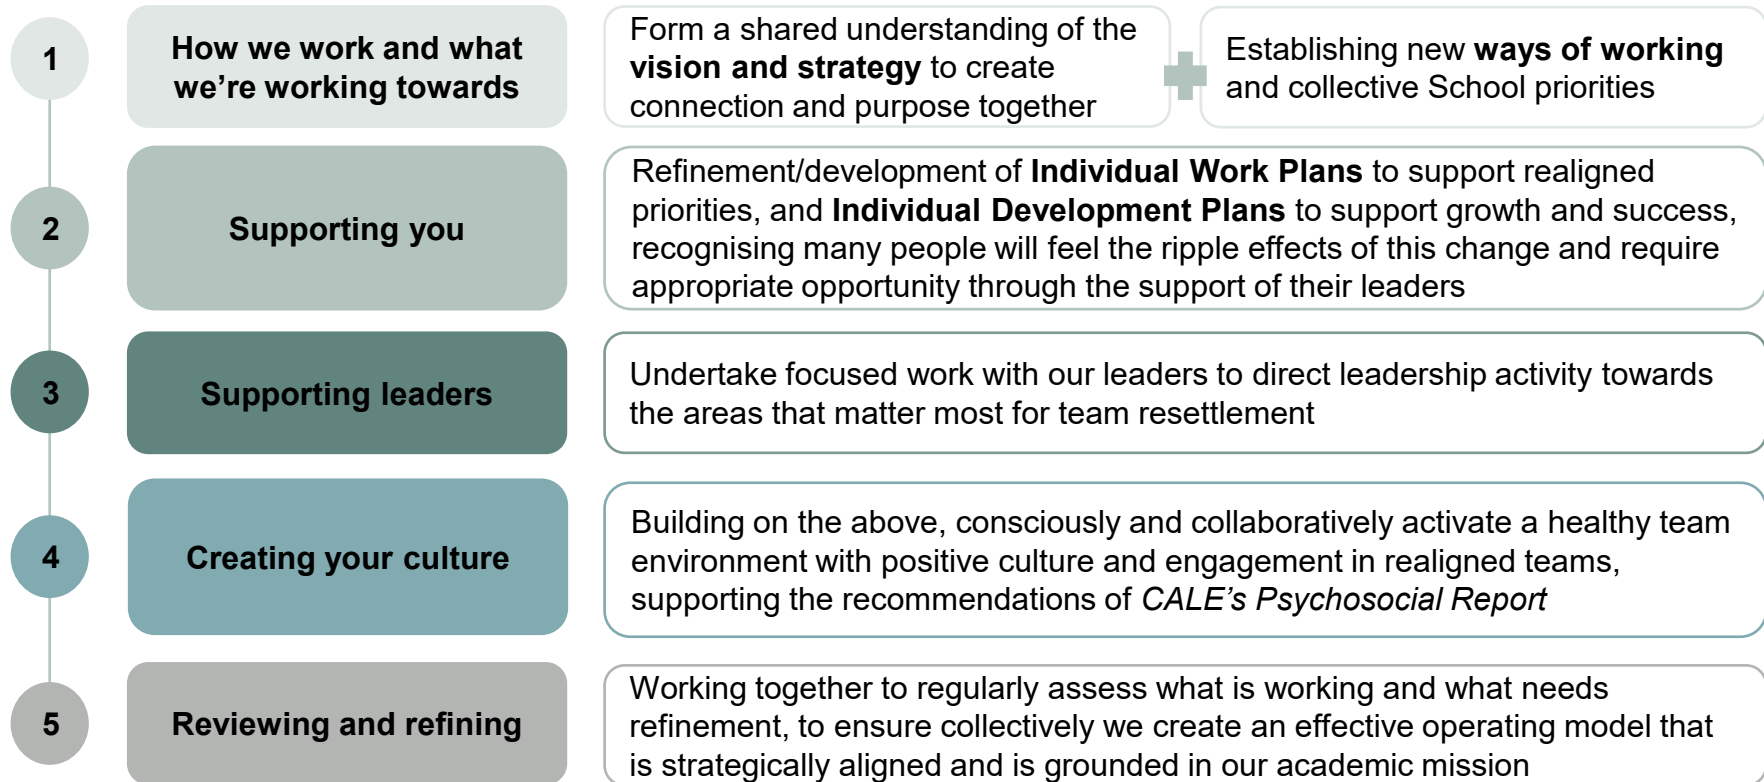 1
How we work and what
we're working towards
Form a shared understanding of the
vision and strategy to create
connection and purpose together
Establishing new ways of working
and collective School priorities
2
Supporting you
Refinement/development of Individual Work Plans to support realigned
priorities, and Individual Development Plans to support growth and success,
recognising many people will feel the ripple effects of this change and require
appropriate opportunity through the support of their leaders
3
Supporting leaders
Undertake focused work with our leaders to direct leadership activity towards
the areas that matter most for team resettlement
4
Creating your culture
Building on the above, consciously and collaboratively activate a healthy team
environment with positive culture and engagement in realigned teams,
supporting the recommendations of CALE's Psychosocial Report
5
Reviewing and refining
Working together to regularly assess what is working and what needs
refinement, to ensure collectively we create an effective operating model that
is strategically aligned and is grounded in our academic mission